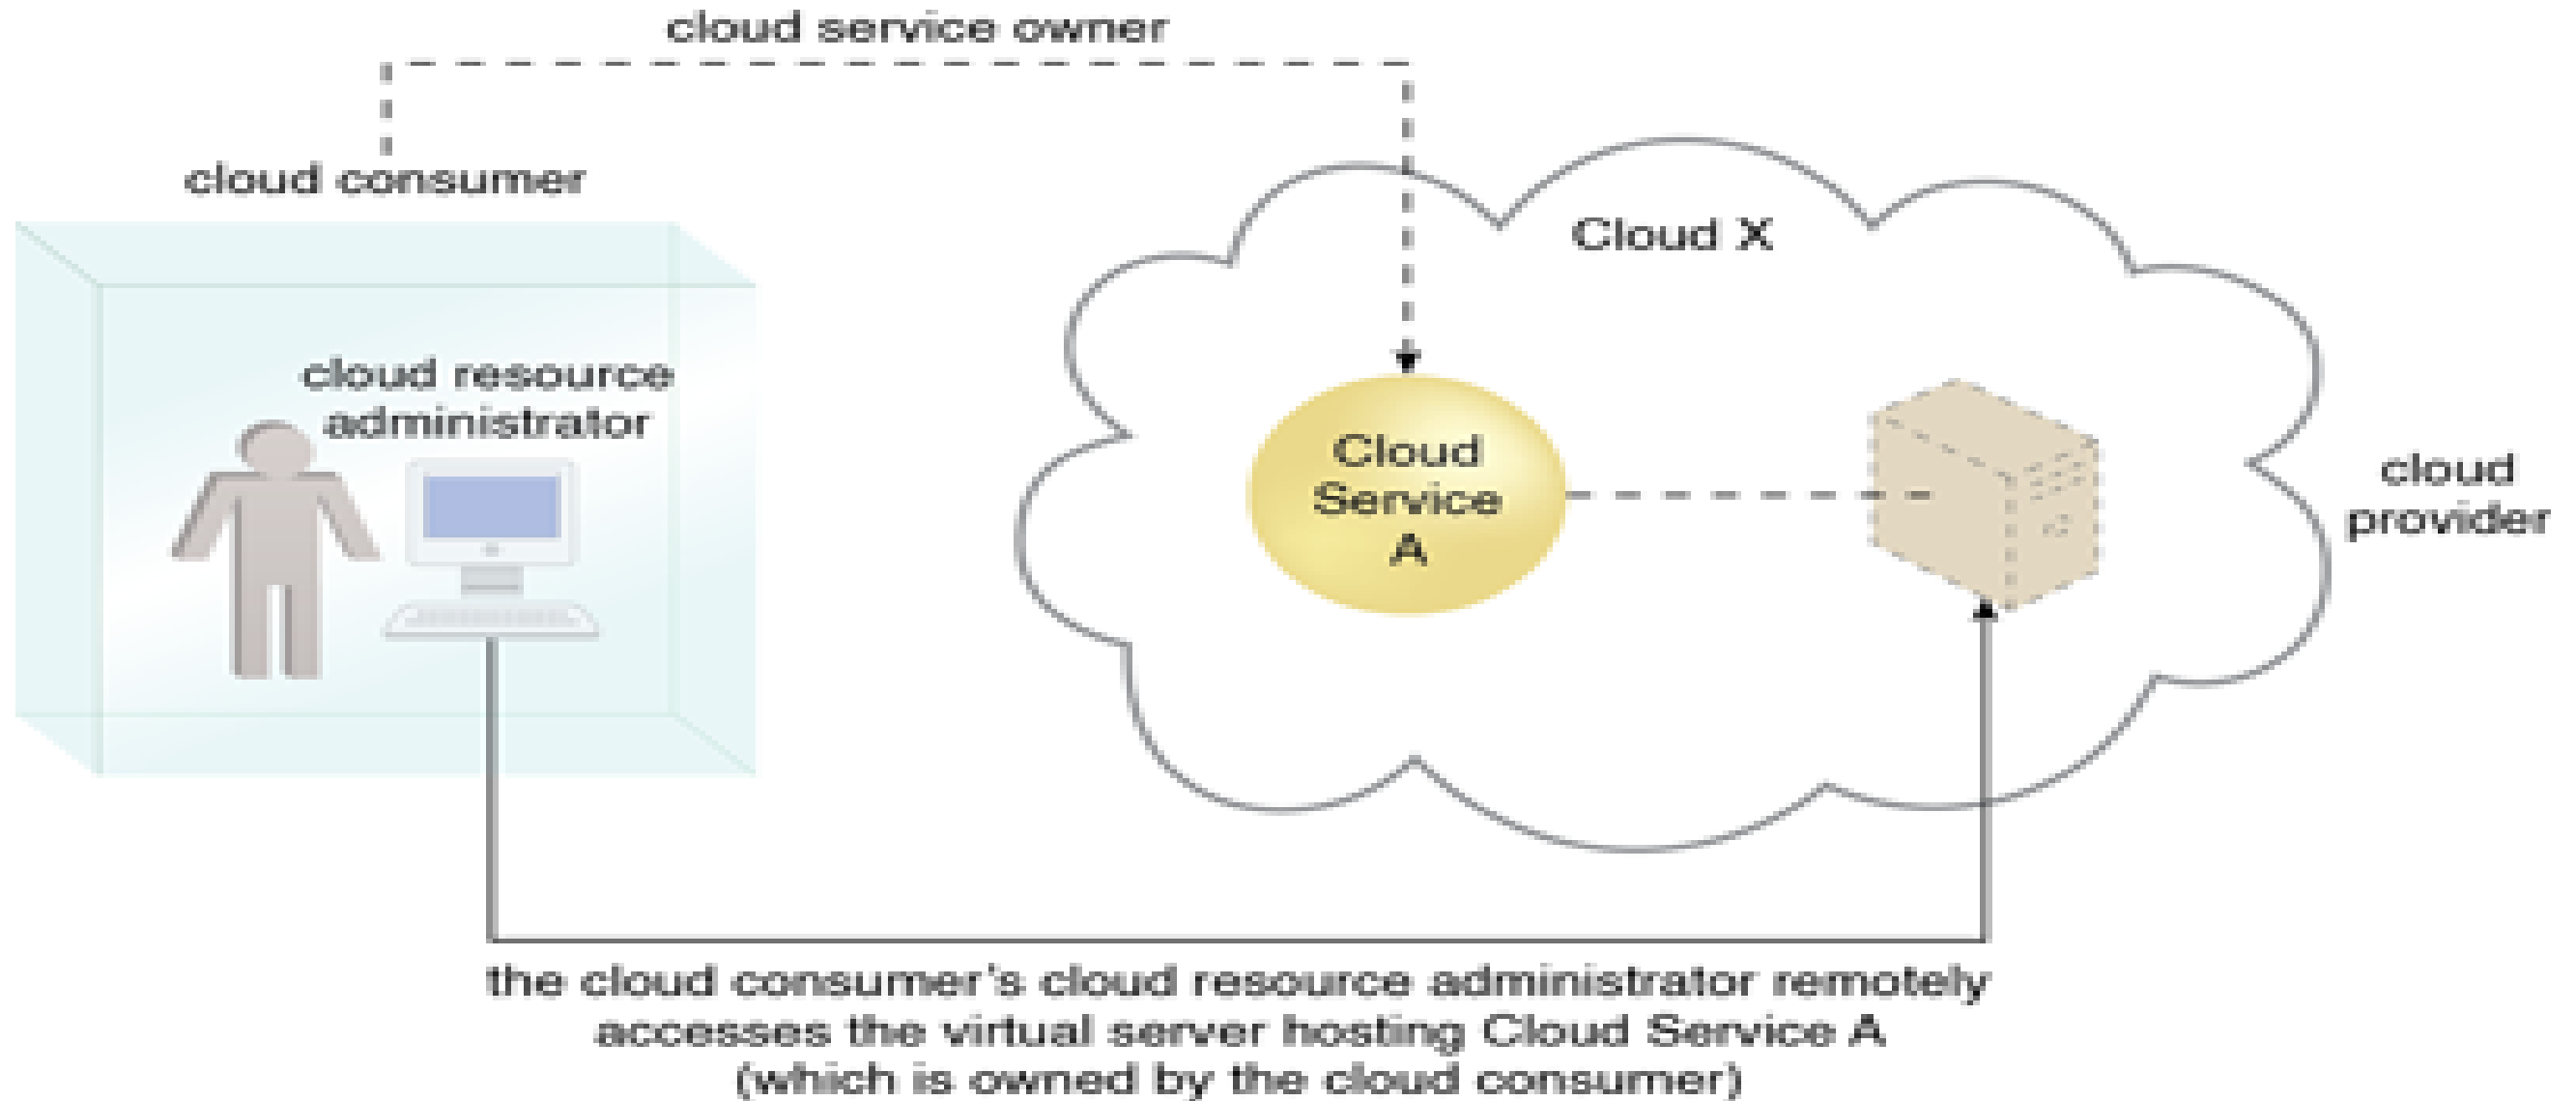 cloud service owner
cloud consumer
Cloud X
cloud resource
administrator
Cloud
Service
A
cloud
provider
the cloud consumer's cloud resource administrator remotely
accesses the virtual server hosting Cloud Service A
(which is owned by the cloud consumer)